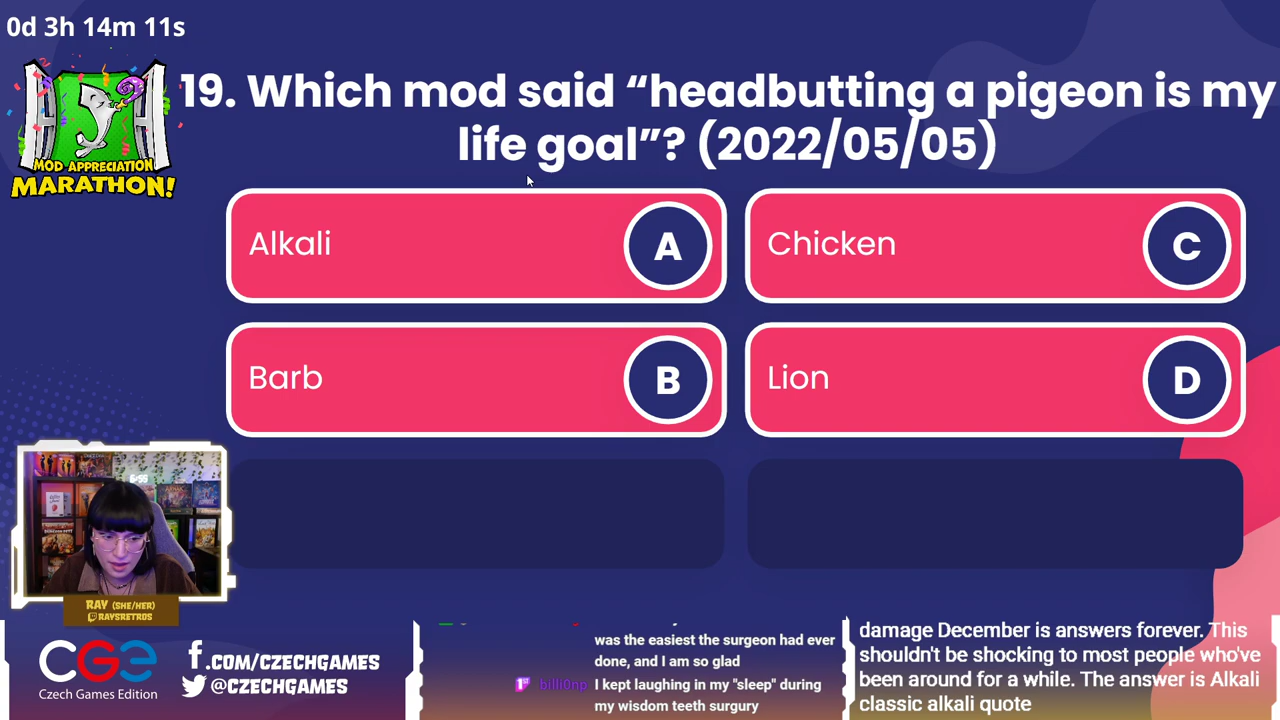 0d 3h 14m 11s
MOD APPRECIATION
MARATHON!
19. Which mod said “headbutting a pigeon is my
life goal”? (2022/05/05)
Alkali A
Chicken C
Barb B
Lion D
RAY (SHE/HER)
RAYSRETROS
CGE
Czech Games Edition
f.COM/CZECHGAMES
@CZECHGAMES
was the easiest the surgeon had ever
done, and I am so glad
billi0np I kept laughing in my "sleep" during
my wisdom teeth surgury
damage December is answers forever. This
shouldn't be shocking to most people who've
been around for a while. The answer is Alkali
classic alkali quote